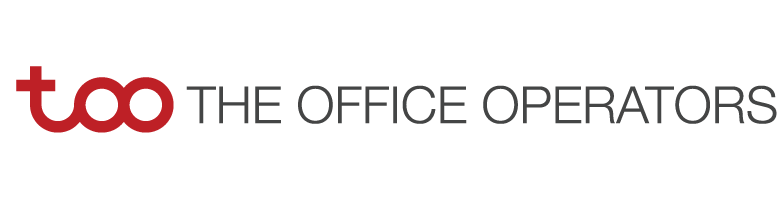 too THE OFFICE OPERATORS